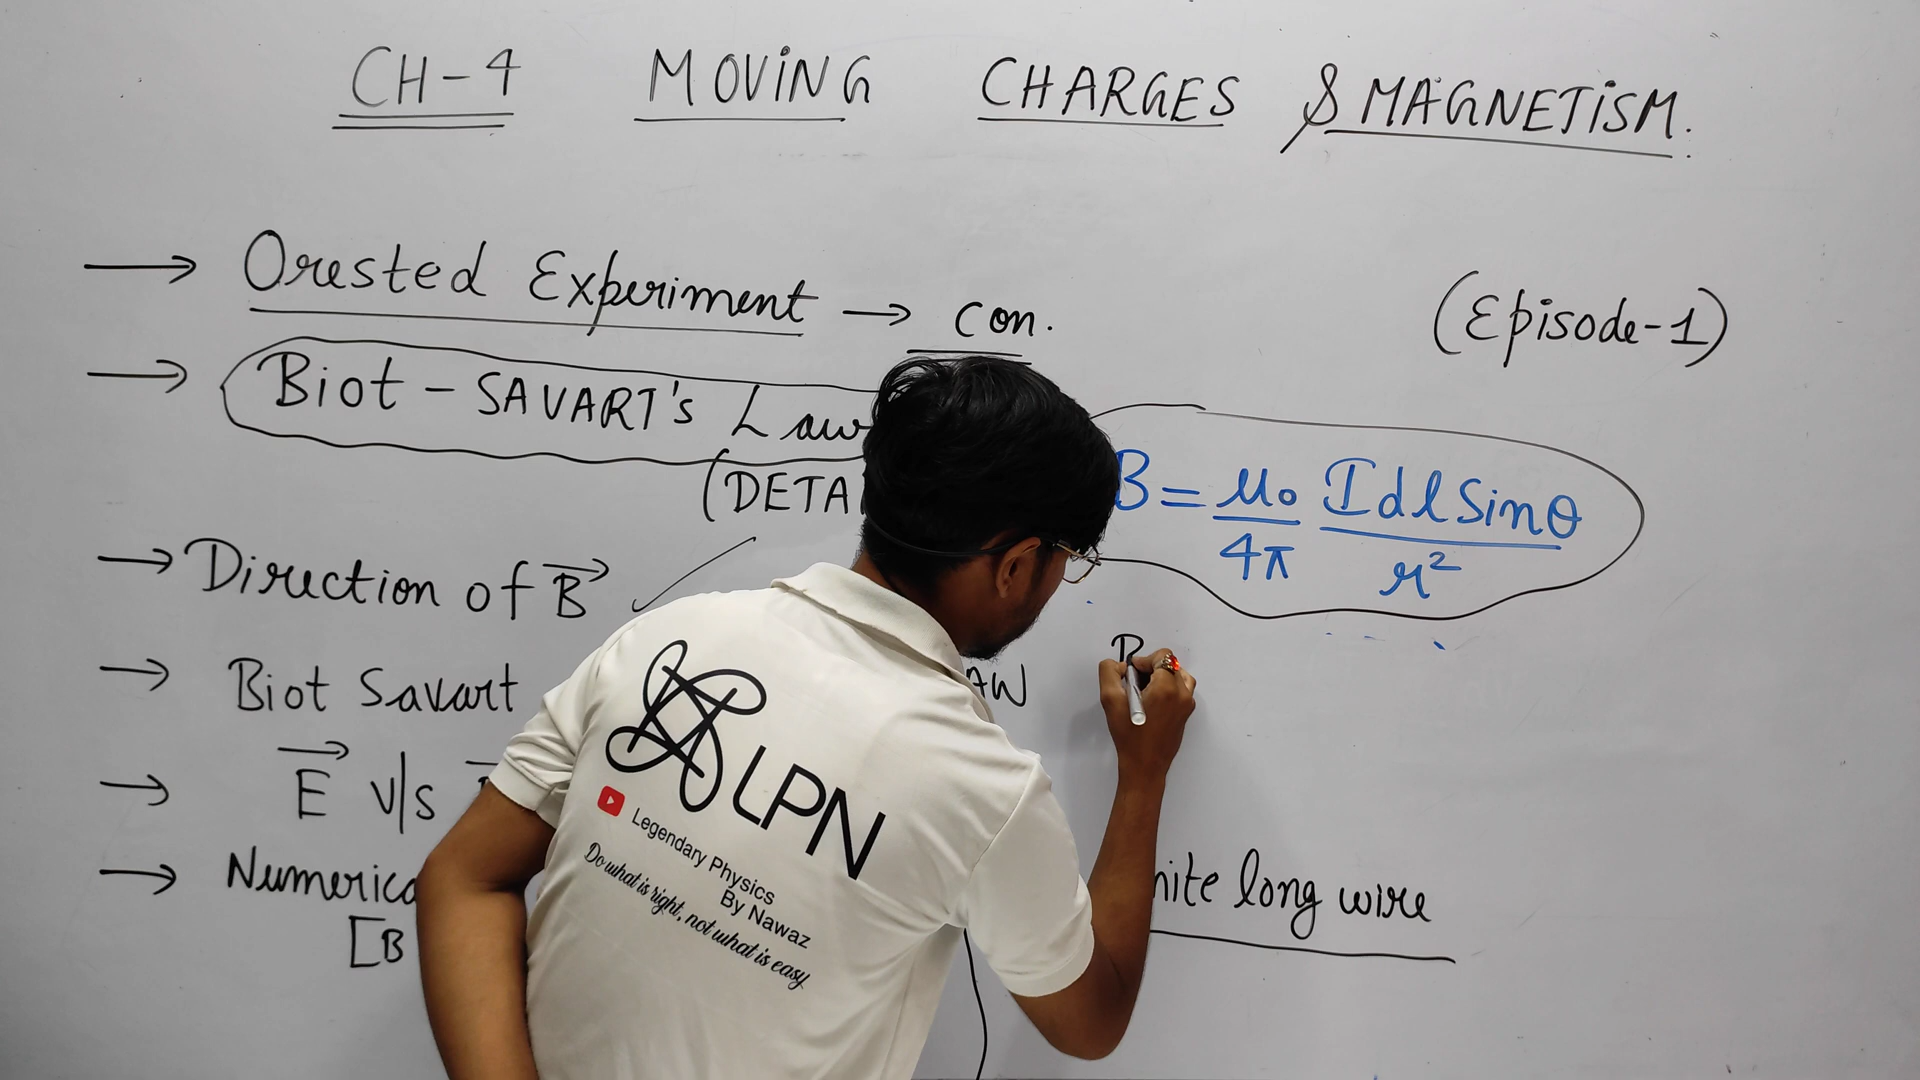 CH-4 MOVING CHARGES & MAGNETISM.
→ Orested Experiment → Con.
(Episode-1)
→ Biot - SAVART's Law
(DETA
B = μ₀/4π Idl Sinθ/r²
→ Direction of B⃗ ✓
→ Biot Savart AW B
→ E⃗ V/s
→ Numerica nite long wire
[B
LPN
Legendary Physics
By Nawaz
Do what is right, not what is easy